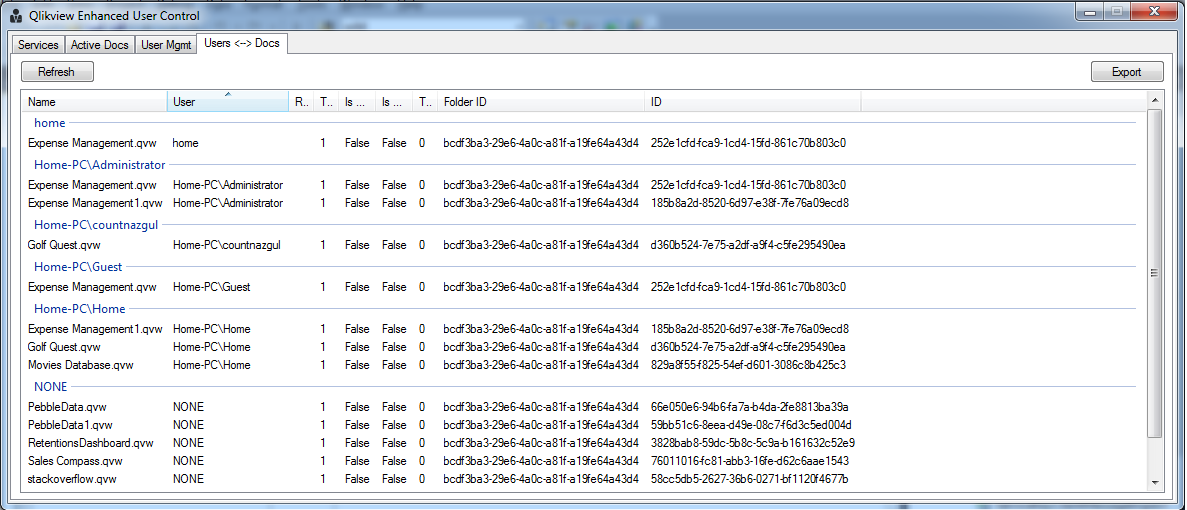 Qlikview Enhanced User Control
Services Active Docs User Mgmt Users <--> Docs
Refresh Export
Name User R.. T.. Is ... Is ... T.. Folder ID ID
home
Expense Management.qvw home 1 False False 0 bcdf3ba3-29e6-4a0c-a81f-a19fe64a43d4 252e1cfd-fca9-1cd4-15fd-861c70b803c0
Home-PC\Administrator
Expense Management.qvw Home-PC\Administrator 1 False False 0 bcdf3ba3-29e6-4a0c-a81f-a19fe64a43d4 252e1cfd-fca9-1cd4-15fd-861c70b803c0
Expense Management1.qvw Home-PC\Administrator 1 False False 0 bcdf3ba3-29e6-4a0c-a81f-a19fe64a43d4 185b8a2d-8520-6d97-e38f-7fe76a09ecd8
Home-PC\countnazgul
Golf Quest.qvw Home-PC\countnazgul 1 False False 0 bcdf3ba3-29e6-4a0c-a81f-a19fe64a43d4 d360b524-7e75-a2df-a9f4-c5fe295490ea
Home-PC\Guest
Expense Management.qvw Home-PC\Guest 1 False False 0 bcdf3ba3-29e6-4a0c-a81f-a19fe64a43d4 252e1cfd-fca9-1cd4-15fd-861c70b803c0
Home-PC\Home
Expense Management1.qvw Home-PC\Home 1 False False 0 bcdf3ba3-29e6-4a0c-a81f-a19fe64a43d4 185b8a2d-8520-6d97-e38f-7fe76a09ecd8
Golf Quest.qvw Home-PC\Home 1 False False 0 bcdf3ba3-29e6-4a0c-a81f-a19fe64a43d4 d360b524-7e75-a2df-a9f4-c5fe295490ea
Movies Database.qvw Home-PC\Home 1 False False 0 bcdf3ba3-29e6-4a0c-a81f-a19fe64a43d4 829a8f55-f825-54ef-d601-3086c8b425c3
NONE
PebbleData.qvw NONE 1 False False 0 bcdf3ba3-29e6-4a0c-a81f-a19fe64a43d4 66e050e6-94b6-fa7a-b4da-2fe8813ba39a
PebbleData1.qvw NONE 1 False False 0 bcdf3ba3-29e6-4a0c-a81f-a19fe64a43d4 59bb51c6-8eea-d49e-08c7-f6d3c5ed004d
RetentionsDashboard.qvw NONE 1 False False 0 bcdf3ba3-29e6-4a0c-a81f-a19fe64a43d4 3828bab8-59dc-5b8c-5c9a-b161632c52e9
Sales Compass.qvw NONE 1 False False 0 bcdf3ba3-29e6-4a0c-a81f-a19fe64a43d4 76011016-fc81-abb3-16fe-d62c6aae1543
stackoverflow.qvw NONE 1 False False 0 bcdf3ba3-29e6-4a0c-a81f-a19fe64a43d4 58cc5db5-2627-36b6-0271-bf1120f4677b